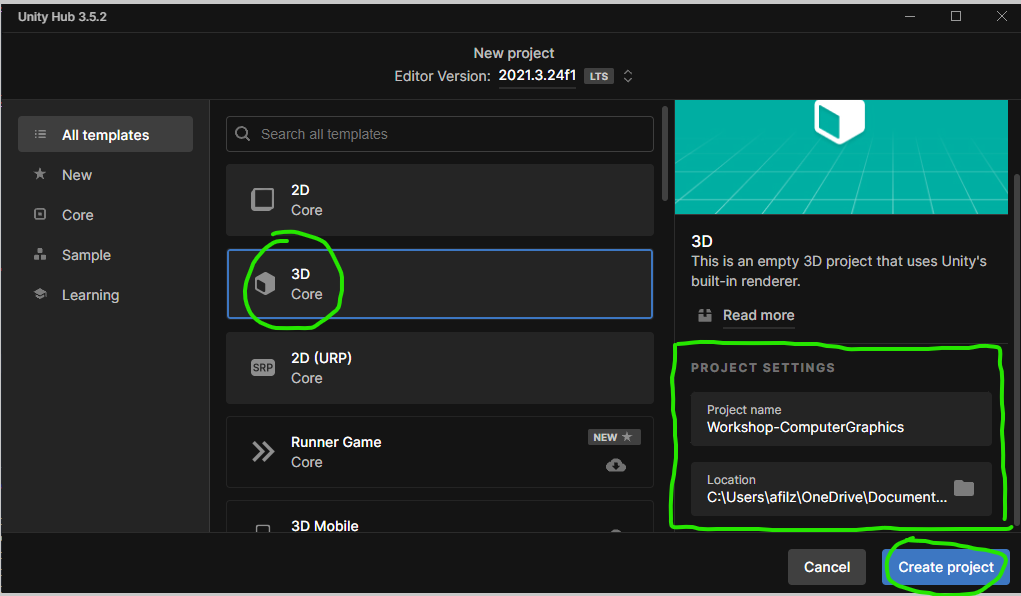 Unity Hub 3.5.2
New project
Editor Version: 2021.3.24f1 LTS
All templates
New
Core
Sample
Learning
Search all templates
2D
Core
3D
Core
SRP
2D (URP)
Core
Runner Game
Core
NEW
3D Mobile
3D
This is an empty 3D project that uses Unity's
built-in renderer.
Read more
PROJECT SETTINGS
Project name
Workshop-ComputerGraphics
Location
C:\Users\afilz\OneDrive\Document...
Cancel
Create project